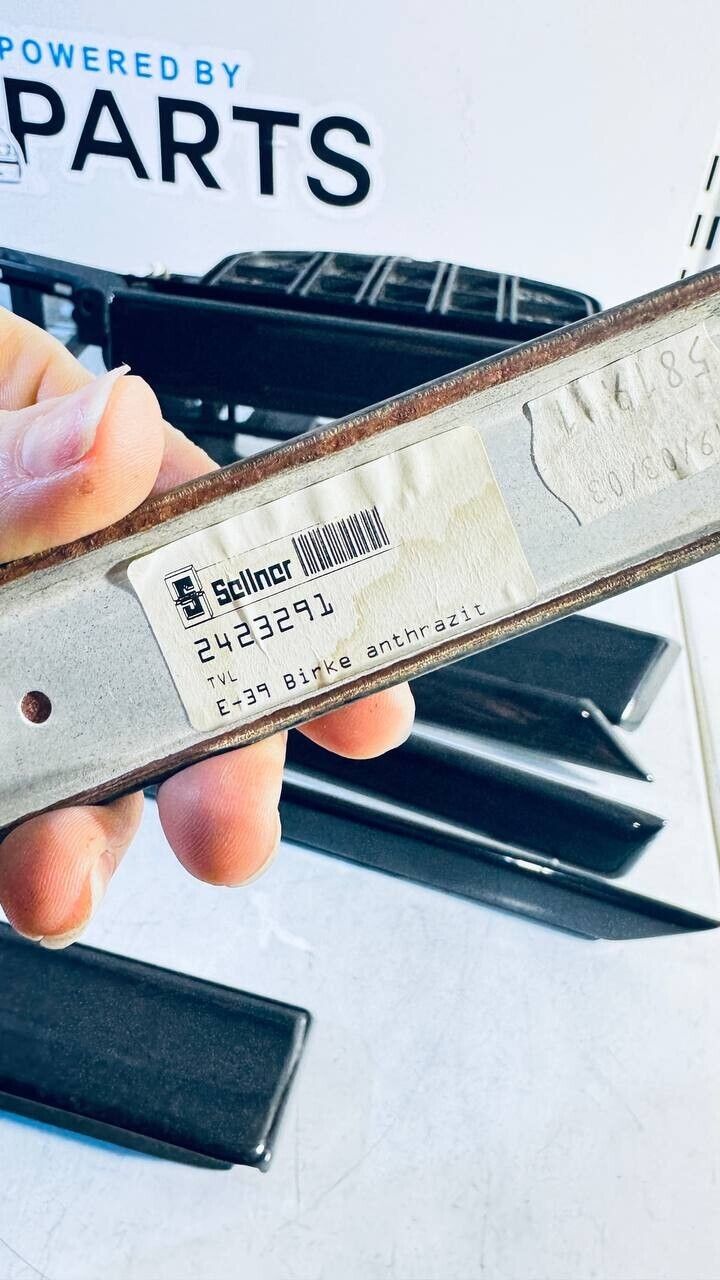 POWERED BY
PARTS
Sellner
2423291
TVL
E-39 Birke anthrazit